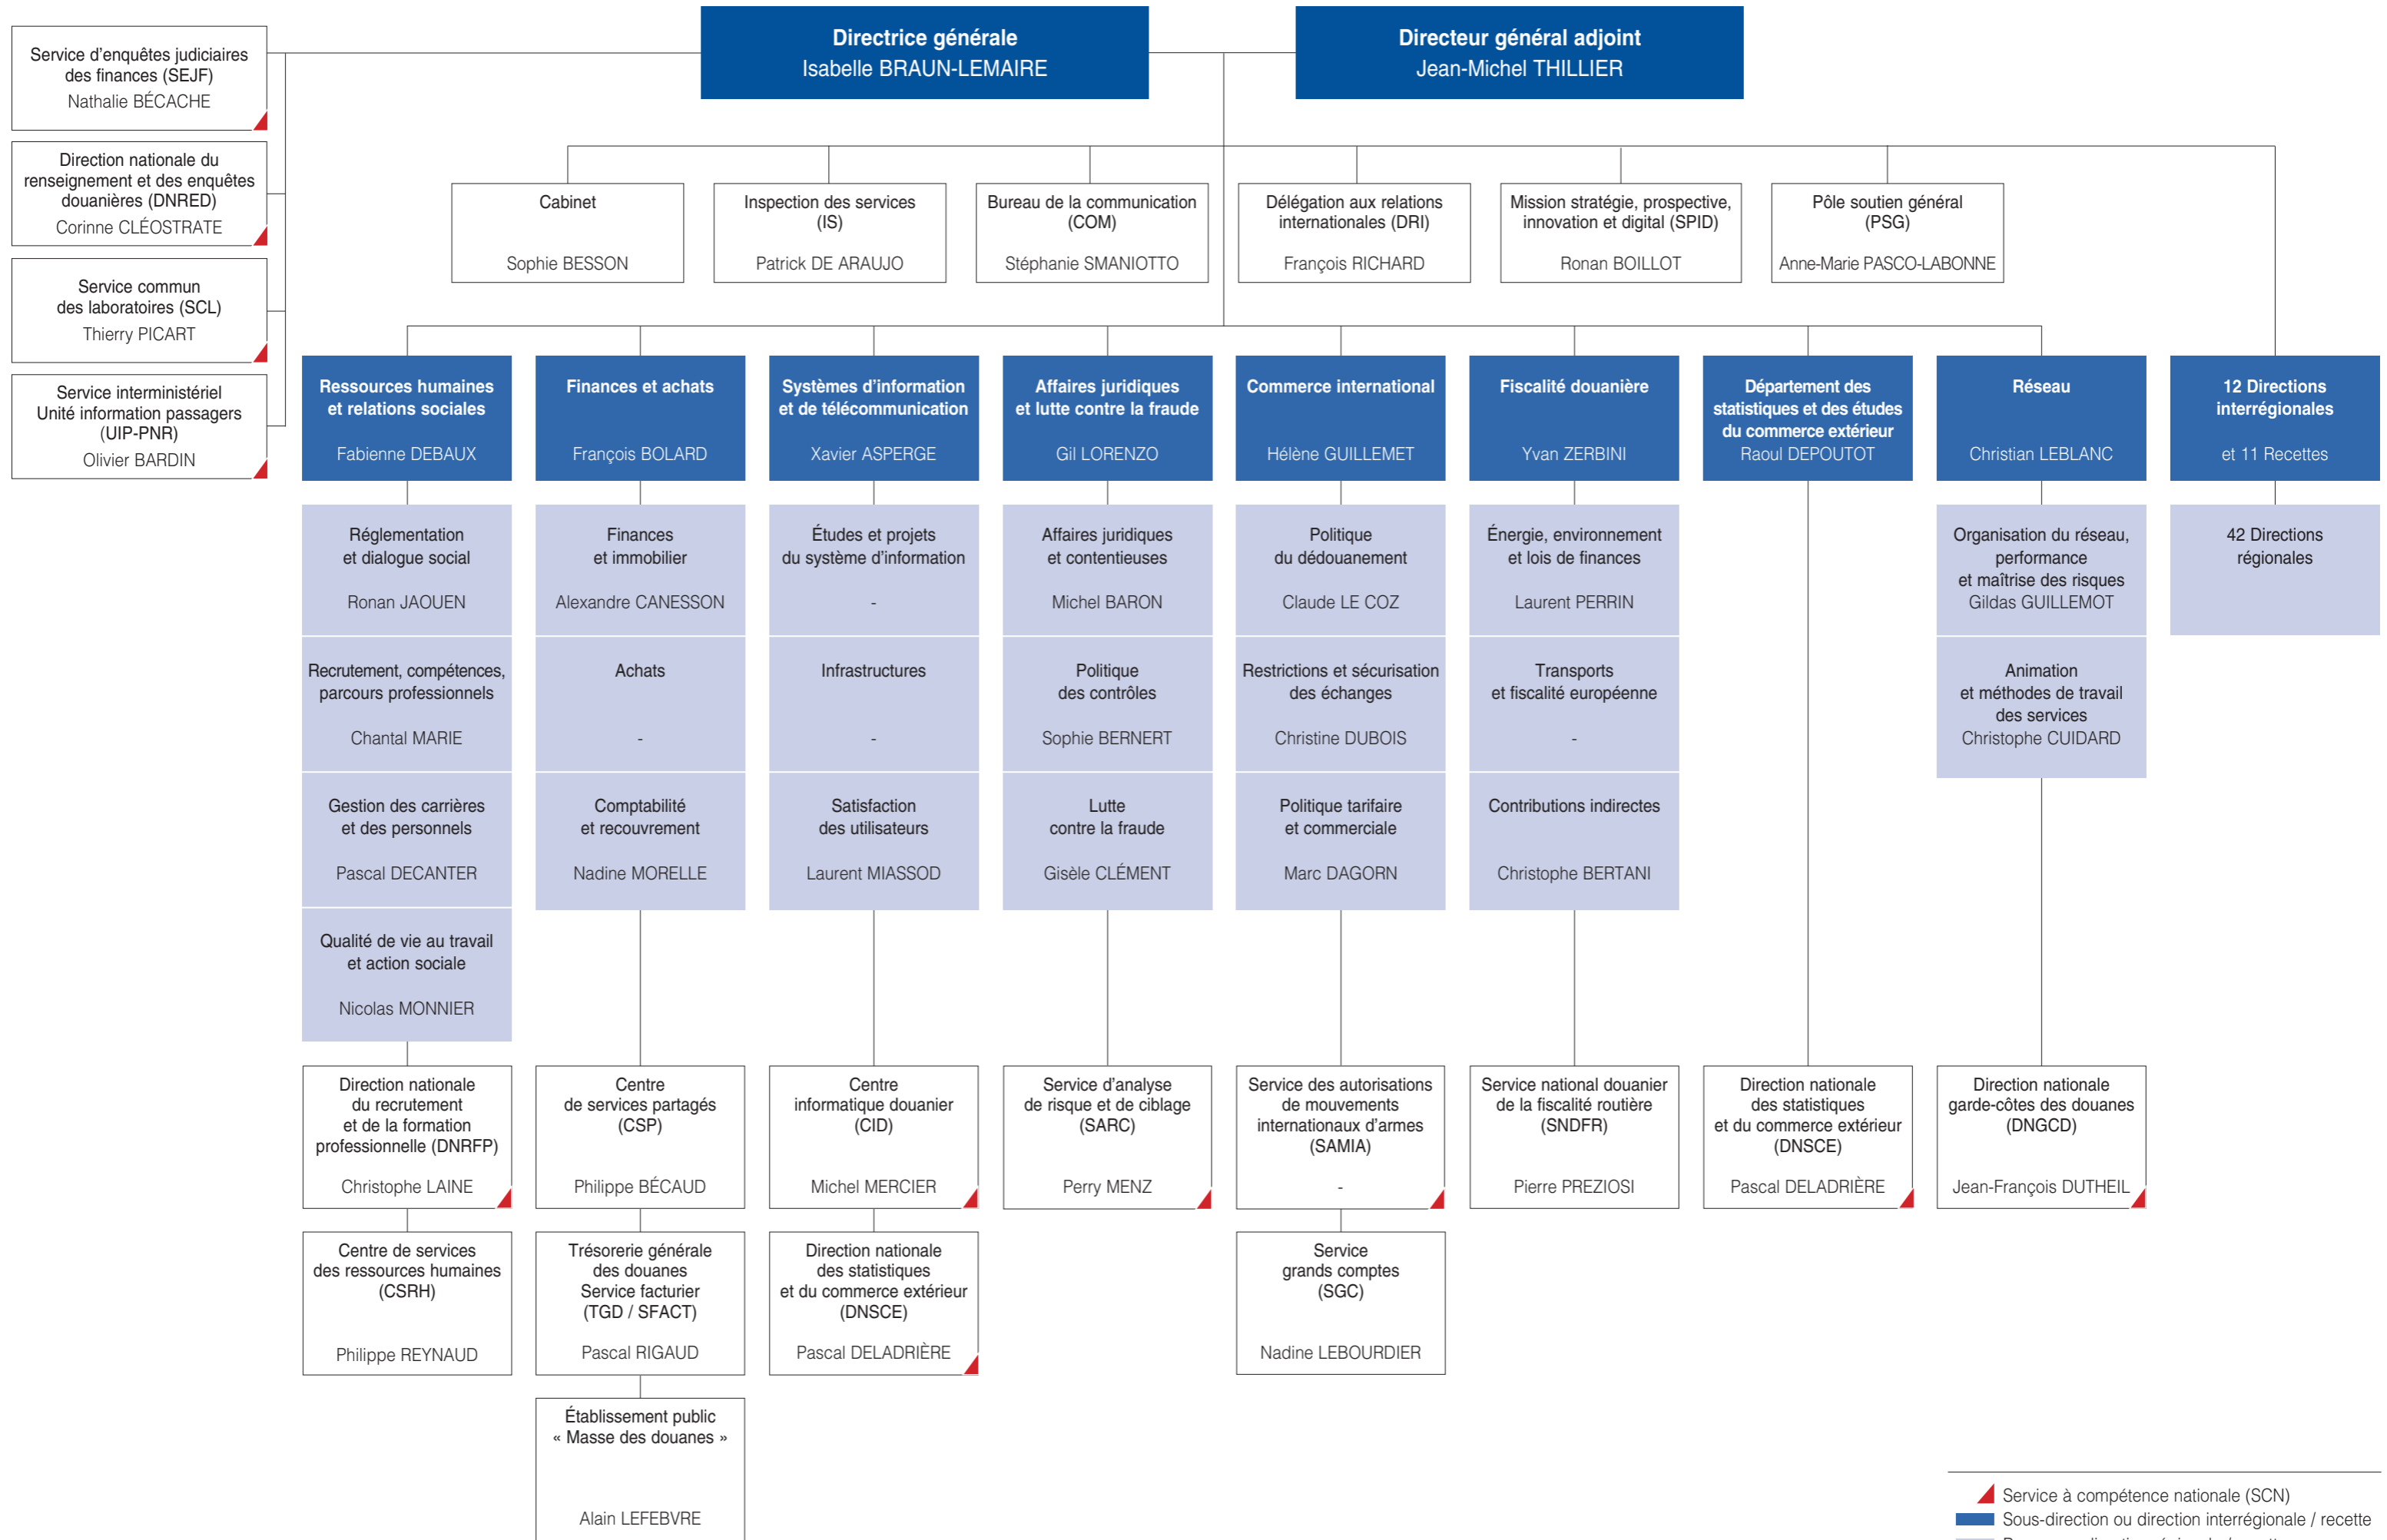 Directrice générale
Isabelle BRAUN-LEMAIRE
Directeur général adjoint
Jean-Michel THILLIER
Service d'enquêtes judiciaires
des finances (SEJF)
Nathalie BÉCACHE
Direction nationale du
renseignement et des enquêtes
douanières (DNRED)
Corinne CLÉOSTRATE
Service commun
des laboratoires (SCL)
Thierry PICART
Service interministériel
Unité information passagers
(UIP-PNR)
Olivier BARDIN
Cabinet
Sophie BESSON
Inspection des services
(IS)
Patrick DE ARAUJO
Bureau de la communication
(COM)
Stéphanie SMANIOTTO
Délégation aux relations
internationales (DRI)
François RICHARD
Mission stratégie, prospective,
innovation et digital (SPID)
Ronan BOILLOT
Pôle soutien général
(PSG)
Anne-Marie PASCO-LABONNE
Ressources humaines
et relations sociales
Fabienne DEBAUX
Réglementation
et dialogue social
Ronan JAOUEN
Recrutement, compétences,
parcours professionnels
Chantal MARIE
Gestion des carrières
et des personnels
Pascal DECANTER
Qualité de vie au travail
et action sociale
Nicolas MONNIER
Direction nationale
du recrutement
et de la formation
professionnelle (DNRFP)
Christophe LAINE
Centre de services
des ressources humaines
(CSRH)
Philippe REYNAUD
Finances et achats
François BOLARD
Finances
et immobilier
Alexandre CANESSON
Achats
-
Comptabilité
et recouvrement
Nadine MORELLE
Centre
de services partagés
(CSP)
Philippe BÉCAUD
Trésorerie générale
des douanes
Service facturier
(TGD / SFACT)
Pascal RIGAUD
Établissement public
« Masse des douanes »
Alain LEFEBVRE
Systèmes d'information
et de télécommunication
Xavier ASPERGE
Études et projets
du système d'information
-
Infrastructures
-
Satisfaction
des utilisateurs
Laurent MIASSOD
Centre
informatique douanier
(CID)
Michel MERCIER
Direction nationale
des statistiques
et du commerce extérieur
(DNSCE)
Pascal DELADRIÈRE
Affaires juridiques
et lutte contre la fraude
Gil LORENZO
Affaires juridiques
et contentieuses
Michel BARON
Politique
des contrôles
Sophie BERNERT
Lutte
contre la fraude
Gisèle CLÉMENT
Service d'analyse
de risque et de ciblage
(SARC)
Perry MENZ
Commerce international
Hélène GUILLEMET
Politique
du dédouanement
Claude LE COZ
Restrictions et sécurisation
des échanges
Christine DUBOIS
Politique tarifaire
et commerciale
Marc DAGORN
Service des autorisations
de mouvements
internationaux d'armes
(SAMIA)
-
Service
grands comptes
(SGC)
Nadine LEBOURDIER
Fiscalité douanière
Yvan ZERBINI
Énergie, environnement
et lois de finances
Laurent PERRIN
Transports
et fiscalité européenne
-
Contributions indirectes
Christophe BERTANI
Service national douanier
de la fiscalité routière
(SNDFR)
Pierre PREZIOSI
Département des
statistiques et des études
du commerce extérieur
Raoul DEPOUTOT
Direction nationale
des statistiques
et du commerce extérieur
(DNSCE)
Pascal DELADRIÈRE
Réseau
Christian LEBLANC
Organisation du réseau,
performance
et maîtrise des risques
Gildas GUILLEMOT
Animation
et méthodes de travail
des services
Christophe CUIDARD
Direction nationale
garde-côtes des douanes
(DNGCD)
Jean-François DUTHEIL
12 Directions
interrégionales
et 11 Recettes
42 Directions
régionales
Service à compétence nationale (SCN)
Sous-direction ou direction interrégionale / recette